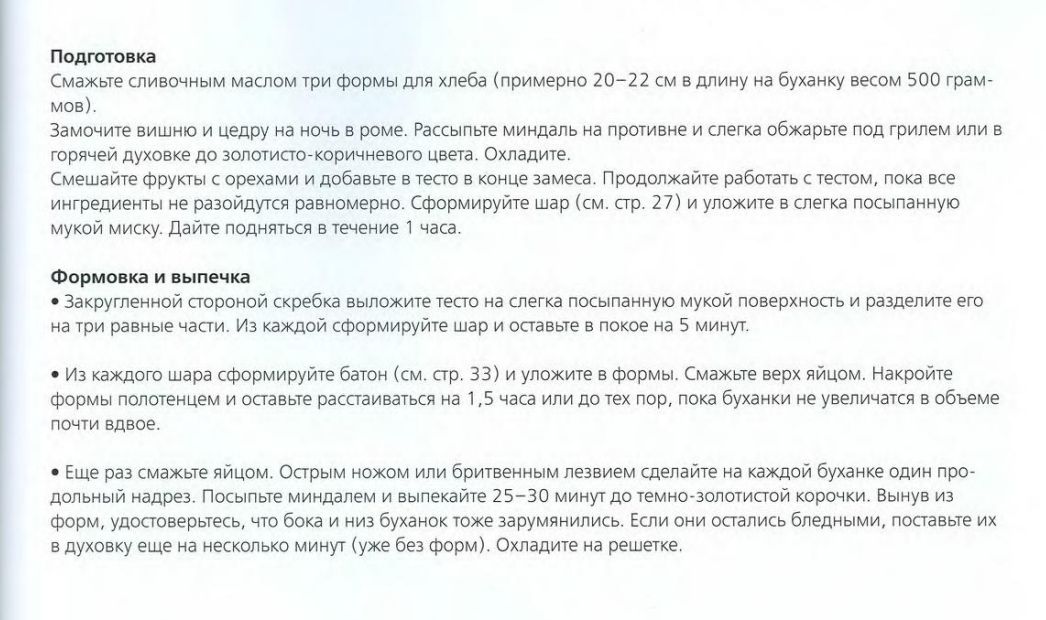 Подготовка
Смажьте сливочным маслом три формы для хлеба (примерно 20–22 см в длину на буханку весом 500 грам-
мов).
Замочите вишню и цедру на ночь в роме. Рассыпьте миндаль на противне и слегка обжарьте под грилем или в
горячей духовке до золотисто-коричневого цвета. Охладите.
Смешайте фрукты с орехами и добавьте в тесто в конце замеса. Продолжайте работать с тестом, пока все
ингредиенты не разойдутся равномерно. Сформируйте шар (см. стр. 27) и уложите в слегка посыпанную
мукой миску. Дайте подняться в течение 1 часа.
Формовка и выпечка
• Закругленной стороной скребка выложите тесто на слегка посыпанную мукой поверхность и разделите его
на три равные части. Из каждой сформируйте шар и оставьте в покое на 5 минут.
• Из каждого шара сформируйте батон (см. стр. 33) и уложите в формы. Смажьте верх яйцом. Накройте
формы полотенцем и оставьте расстаиваться на 1,5 часа или до тех пор, пока буханки не увеличатся в объеме
почти вдвое.
• Еще раз смажьте яйцом. Острым ножом или бритвенным лезвием сделайте на каждой буханке один про-
дольный надрез. Посыпьте миндалем и выпекайте 25–30 минут до темно-золотистой корочки. Вынув из
форм, удостоверьтесь, что бока и низ буханок тоже зарумянились. Если они остались бледными, поставьте их
в духовку еще на несколько минут (уже без форм). Охладите на решетке.